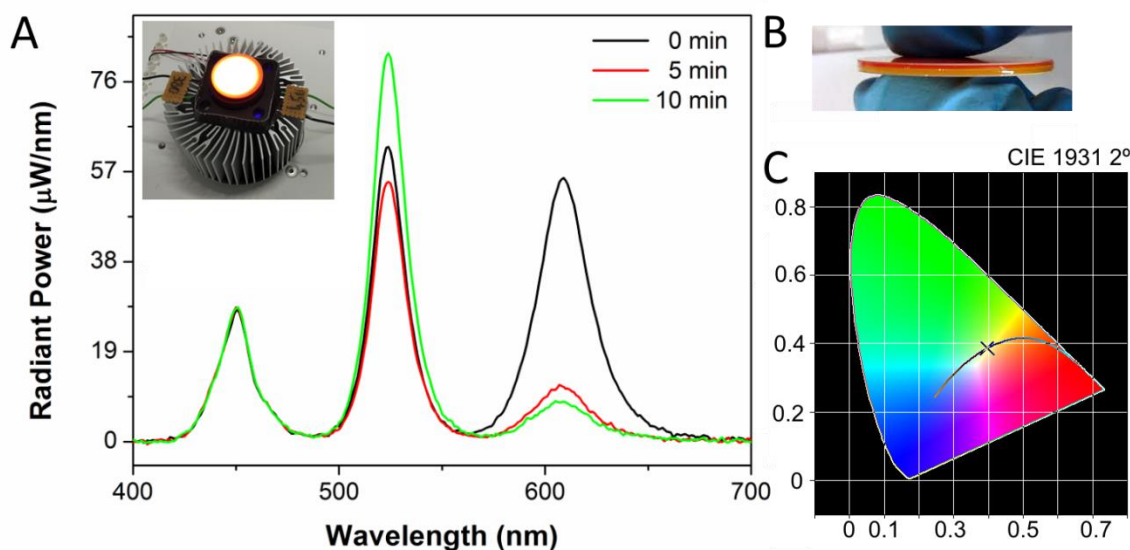 A
Radiant Power (µW/nm)
76
57
38
19
0
0 min
5 min
10 min
400
500
600
700
Wavelength (nm)
B
C
CIE 1931 2º
0.8
0.6
0.4
0.2
0
0 0.1 0.3 0.5 0.7